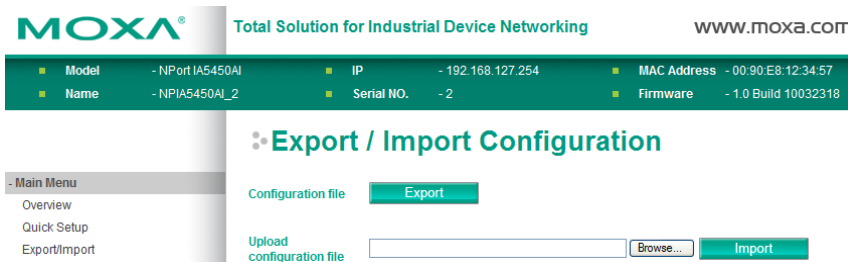 MOXA® Total Solution for Industrial Device Networking www.moxa.com
Model - NPort IA5450AI IP - 192.168.127.254 MAC Address - 00:90:E8:12:34:57
Name - NPIA5450AI_2 Serial NO. - 2 Firmware - 1.0 Build 10032318
Export / Import Configuration
- Main Menu
Overview
Quick Setup
Export/Import
Configuration file Export
Upload
configuration file Browse... Import